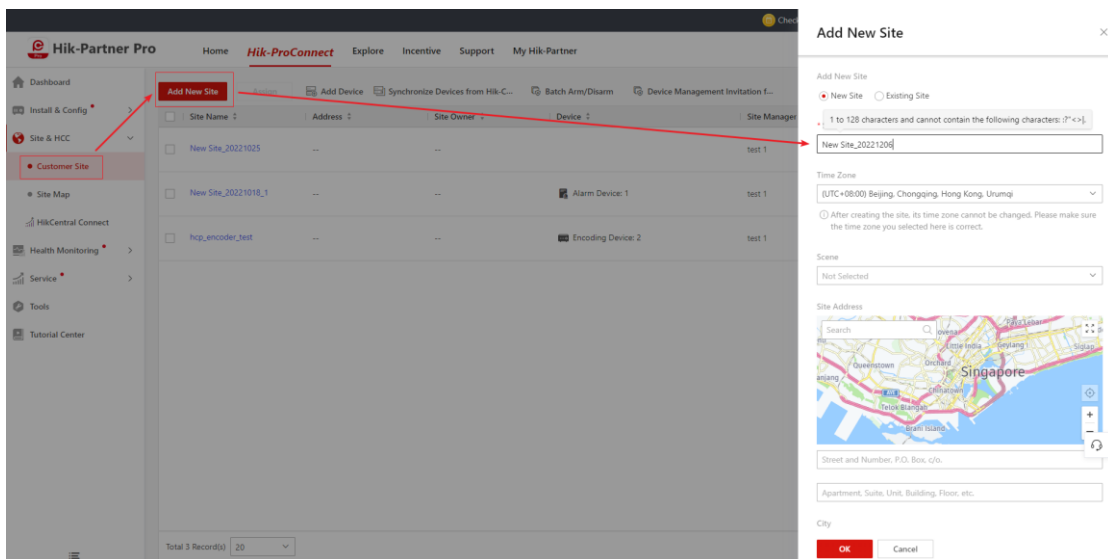 Check
Hik-Partner Pro
Pro
Home
Hik-ProConnect
Explore
Incentive
Support
My Hik-Partner
Dashboard
Install & Config
Site & HCC
Customer Site
Site Map
HikCentral Connect
Health Monitoring
Service
Tools
Tutorial Center
Add New Site
Assign
Add Device
Synchronize Devices from Hik-C...
Batch Arm/Disarm
Device Management Invitation f...
Site Name
Address
Site Owner
Device
Site Manager
New Site_20221025
--
--
test 1
New Site_20221018_1
--
--
Alarm Device: 1
test 1
hcp_encoder_test
--
--
Encoding Device: 2
test 1
Total 3 Record(s)
20
Add New Site
Add New Site
New Site
Existing Site
1 to 128 characters and cannot contain the following characters: :?"<>|.
New Site_20221206
Time Zone
(UTC+08:00) Beijing, Chongqing, Hong Kong, Urumqi
After creating the site, its time zone cannot be changed. Please make sure
the time zone you selected here is correct.
Scene
Not Selected
Site Address
Search
Paya Lebar
Little India
Geylang
Siglap
Queenstown
Orchard
Singapore
Chinatown
Telok Blangah
Brani Island
Street and Number, P.O. Box, c/o.
Apartment, Suite, Unit, Building, Floor, etc.
City
OK
Cancel